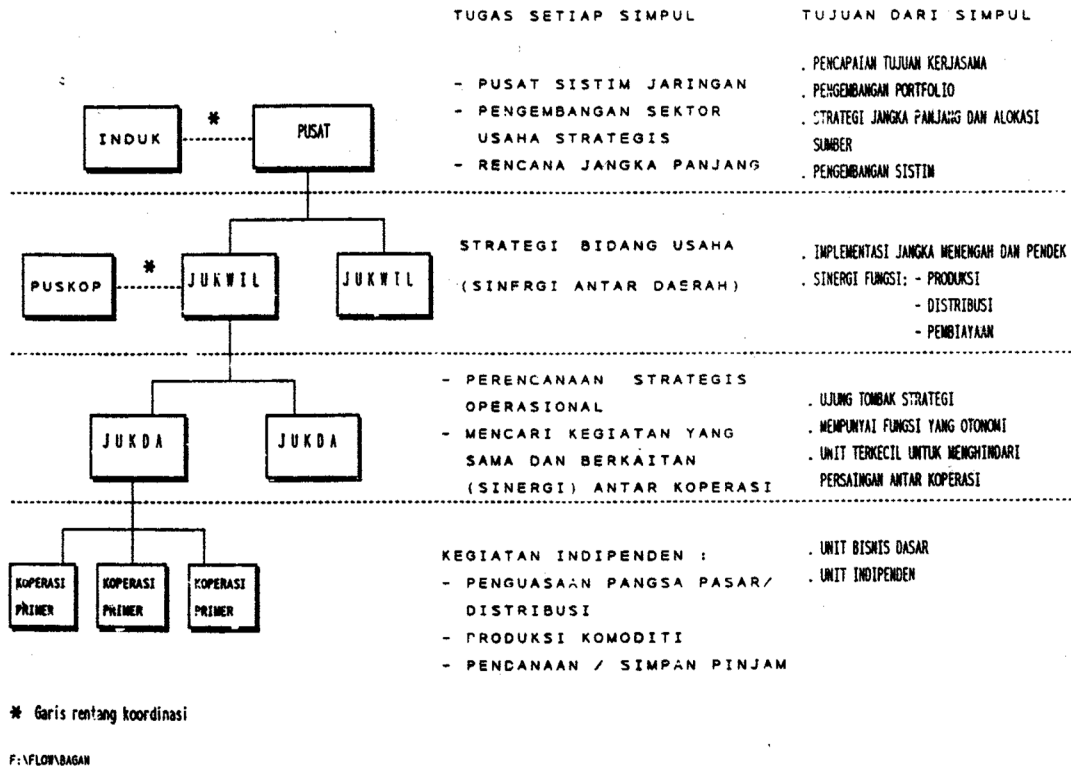 TUGAS SETIAP SIMPUL
TUJUAN DARI SIMPUL
INDUK
*
PUSAT
- PUSAT SISTIM JARINGAN
- PENGEMBANGAN SEKTOR
USAHA STRATEGIS
- RENCANA JANGKA PANJANG
. PENCAPAIAN TUJUAN KERJASAMA
. PENGEMBANGAN PORTFOLIO
. STRATEGI JANGKA PANJANG DAN ALOKASI
SUMBER
. PENGEMBANGAN SISTIM
PUSKOP
*
JUKWIL
JUKWIL
STRATEGI BIDANG USAHA
(SINERGI ANTAR DAERAH)
. IMPLEMENTASI JANGKA MENENGAH DAN PENDEK
. SINERGI FUNGSI: - PRODUKSI
- DISTRIBUSI
- PEMBIAYAAN
JUKDA
JUKDA
- PERENCANAAN STRATEGIS
OPERASIONAL
- MENCARI KEGIATAN YANG
SAMA DAN BERKAITAN
(SINERGI) ANTAR KOPERASI
. UJUNG TOMBAK STRATEGI
. MEMPUNYAI FUNGSI YANG OTONOMI
. UNIT TERKECIL UNTUK MENGHINDARI
PERSAINGAN ANTAR KOPERASI
KOPERASI
PRIMER
KOPERASI
PRIMER
KOPERASI
PRIMER
KEGIATAN INDIPENDEN :
- PENGUASAAN PANGSA PASAR/
DISTRIBUSI
- PRODUKSI KOMODITI
- PENDANAAN / SIMPAN PINJAM
. UNIT BISNIS DASAR
. UNIT INDIPENDEN
* Garis rentang koordinasi
F:\FLOW\BAGAN